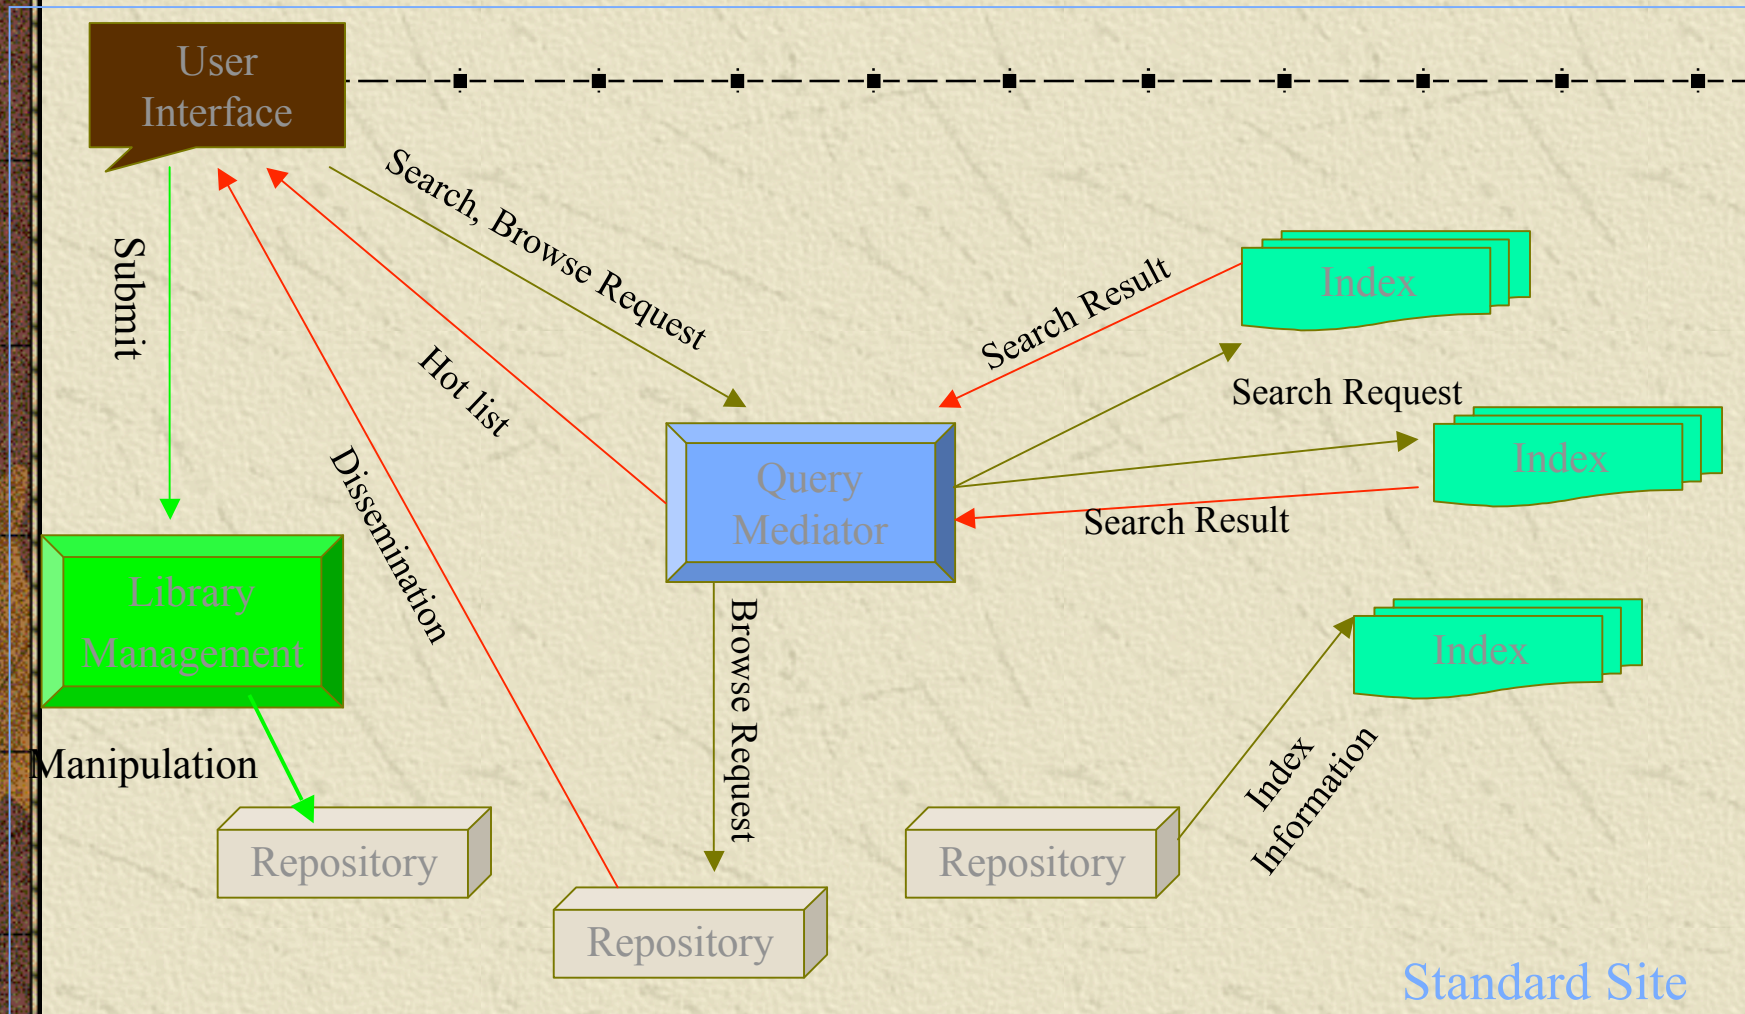 User
Interface
Search, Browse Request
Submit
Hot list
Dissemination
Search Result
Index
Search Request
Index
Search Result
Query
Mediator
Library
Management
Browse Request
Index
Manipulation
Index
Information
Repository
Repository
Repository
Standard Site